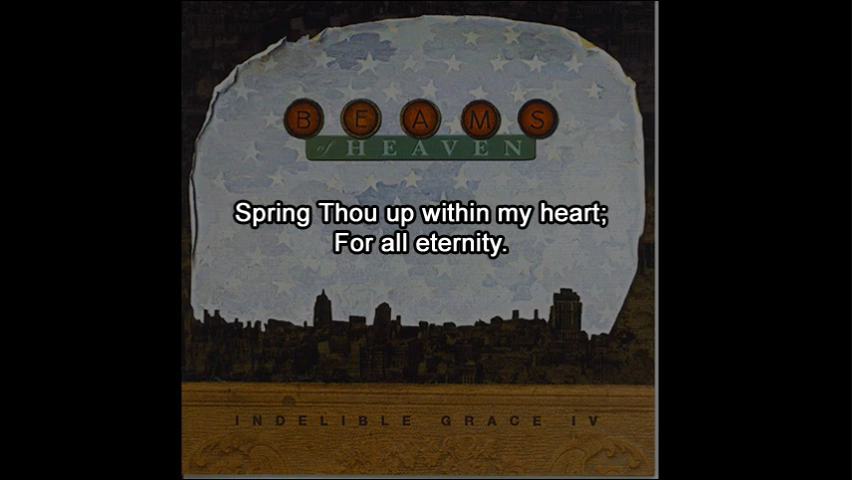 BEAMS
of HEAVEN
Spring Thou up within my heart;
For all eternity.
INDELIBLE GRACE IV